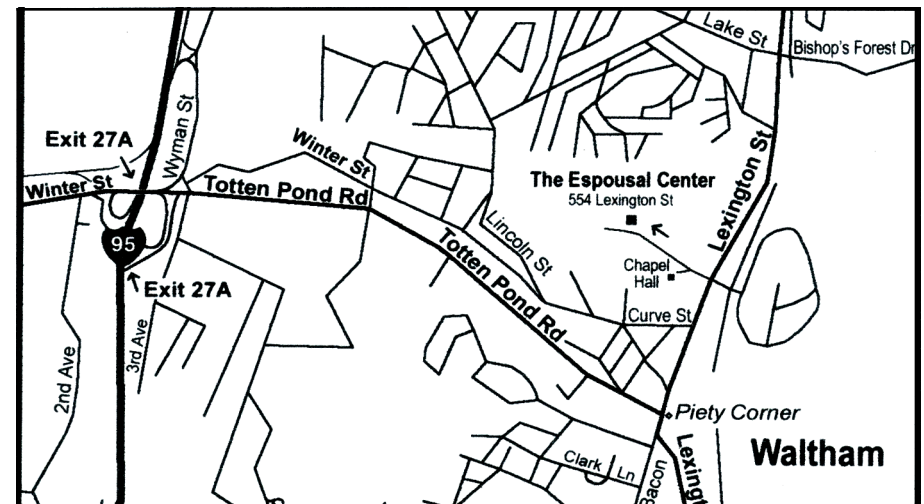 Lake St
Bishop's Forest Dr
Exit 27A
Wyman St
Winter St
Winter St
Totten Pond Rd
The Espousal Center
554 Lexington St
Lexington St
Lincoln St
95
Exit 27A
Totten Pond Rd
Chapel
Hall
Curve St
2nd Ave
3rd Ave
Piety Corner
Waltham
Clark Ln
Bacon
Lexingt